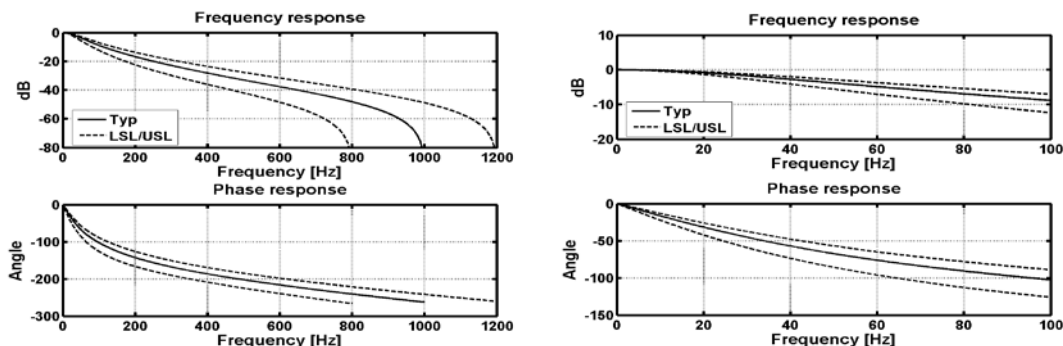 Frequency response
0
-20
-40
-60
-80
dB
Typ
LSL/USL
0 200 400 600 800 1000 1200
Frequency [Hz]
Phase response
0
-100
-200
-300
Angle
0 200 400 600 800 1000 1200
Frequency [Hz]
Frequency response
10
0
-10
-20
dB
Typ
LSL/USL
0 20 40 60 80 100
Frequency [Hz]
Phase response
0
-50
-100
-150
Angle
0 20 40 60 80 100
Frequency [Hz]